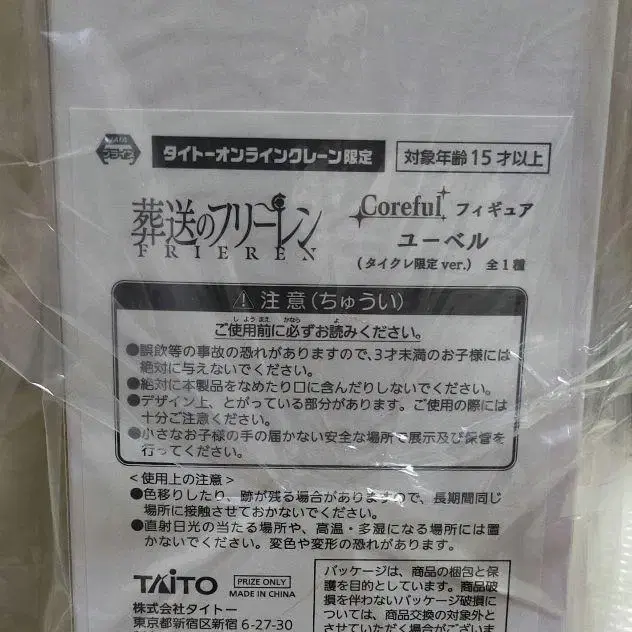 プライズ
タイトーオンラインクレーン限定
対象年齢15才以上
葬送のフリーレン
FRIEREN
Coreful フィギュア
ユーベル
(タイクレ限定ver.) 全1種
⚠注意(ちゅうい)
ご使用前に必ずお読みください。
●誤飲等の事故の恐れがありますので、3才未満のお子様には
絶対に与えないでください。
●絶対に本製品をなめたり口に含んだりしないでください。
●デザイン上、とがっている部分があります。ご使用の際には
十分ご注意ください。
●小さなお子様の手の届かない安全な場所で展示及び保管を
行ってください。
<使用上の注意>
●色移りしたり、跡が残る場合がありますので、長期間同じ
場所に接触させておかないでください。
●直射日光の当たる場所や、高温・多湿になる場所には置
かないでください。変色や変形の恐れがあります。
TAITO
PRIZE ONLY
MADE IN CHINA
株式会社タイトー
東京都新宿区新宿 6-27-30
パッケージは、商品の梱包と保
護を目的としています。商品破
損を伴わないパッケージ破損に
ついては、商品交換の対象外と
させていただく場合がございま